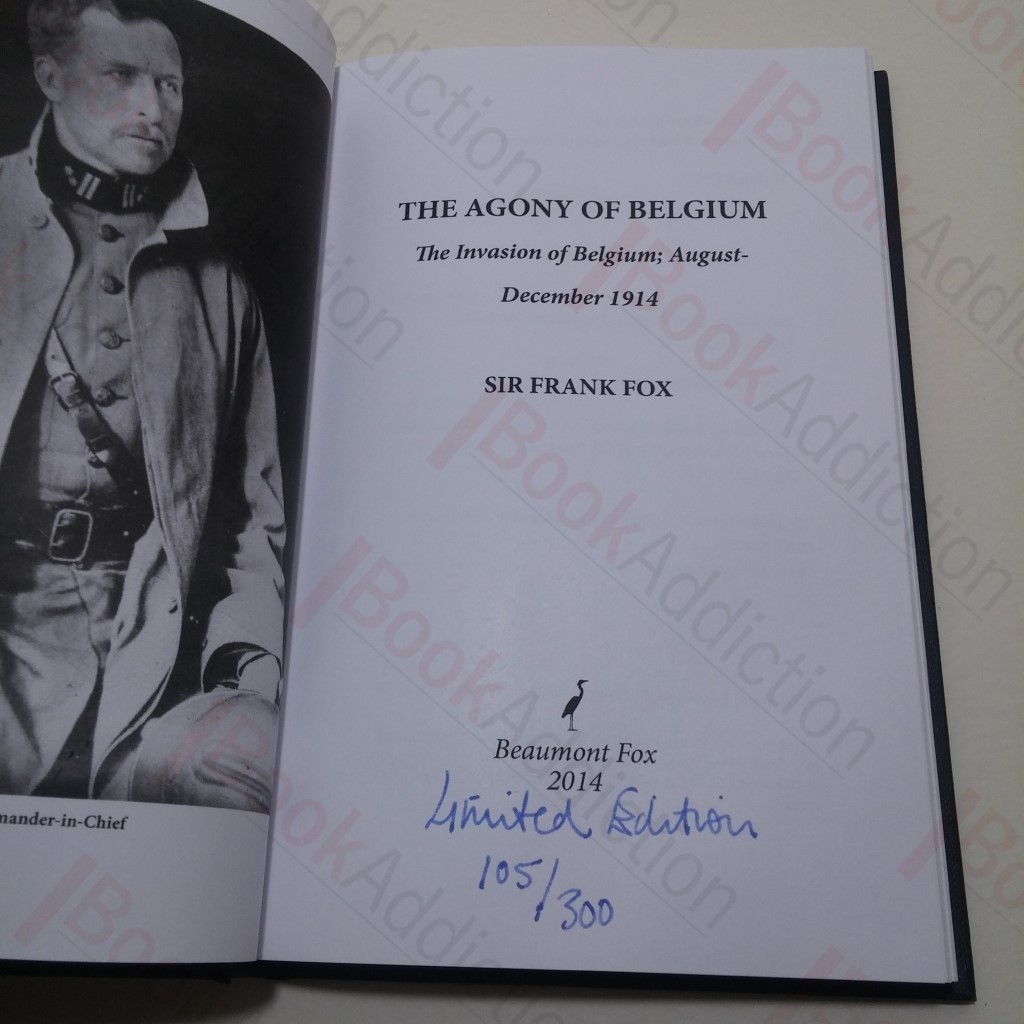 mander-in-Chief
THE AGONY OF BELGIUM
The Invasion of Belgium; August-
December 1914
SIR FRANK FOX
Beaumont Fox
2014
Limited Edition
105/300
BookAddiction